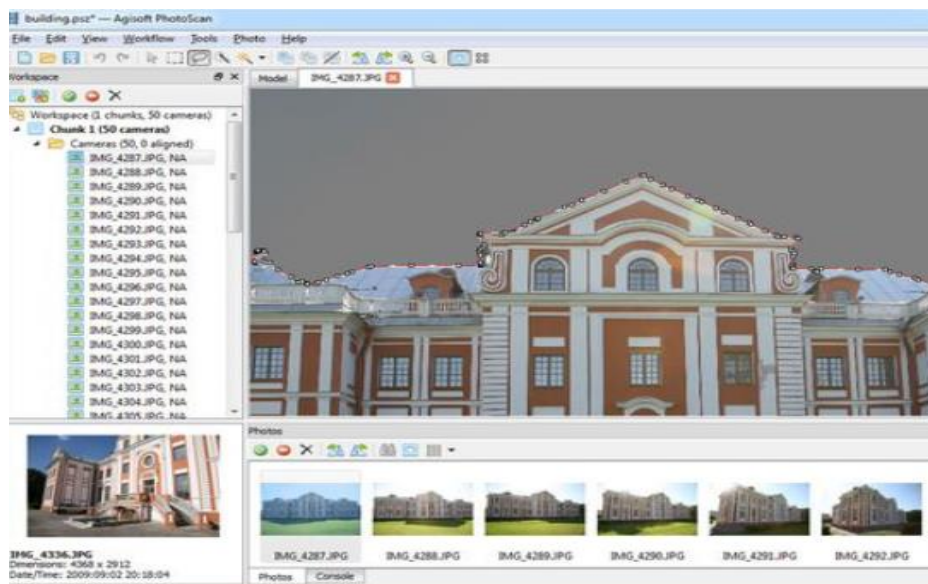 building.psz* — Agisoft PhotoScan
File Edit View Workflow Tools Photo Help
Workspace
Model IMG_4287.JPG
Workspace (1 chunks, 50 cameras)
Chunk 1 (50 cameras)
Cameras (50, 0 aligned)
IMG_4287.JPG, NA
IMG_4288.JPG, NA
IMG_4289.JPG, NA
IMG_4290.JPG, NA
IMG_4291.JPG, NA
IMG_4292.JPG, NA
IMG_4293.JPG, NA
IMG_4294.JPG, NA
IMG_4295.JPG, NA
IMG_4296.JPG, NA
IMG_4297.JPG, NA
IMG_4298.JPG, NA
IMG_4299.JPG, NA
IMG_4300.JPG, NA
IMG_4301.JPG, NA
IMG_4302.JPG, NA
IMG_4303.JPG, NA
IMG_4304.JPG, NA
IMG_4305.JPG, NA
IMG_4336.JPG
Dimensions: 4368 x 2912
Date/Time: 2009:09:02 20:18:04
Photos
IMG_4287.JPG IMG_4288.JPG IMG_4289.JPG IMG_4290.JPG IMG_4291.JPG IMG_4292.JPG
Photos Console